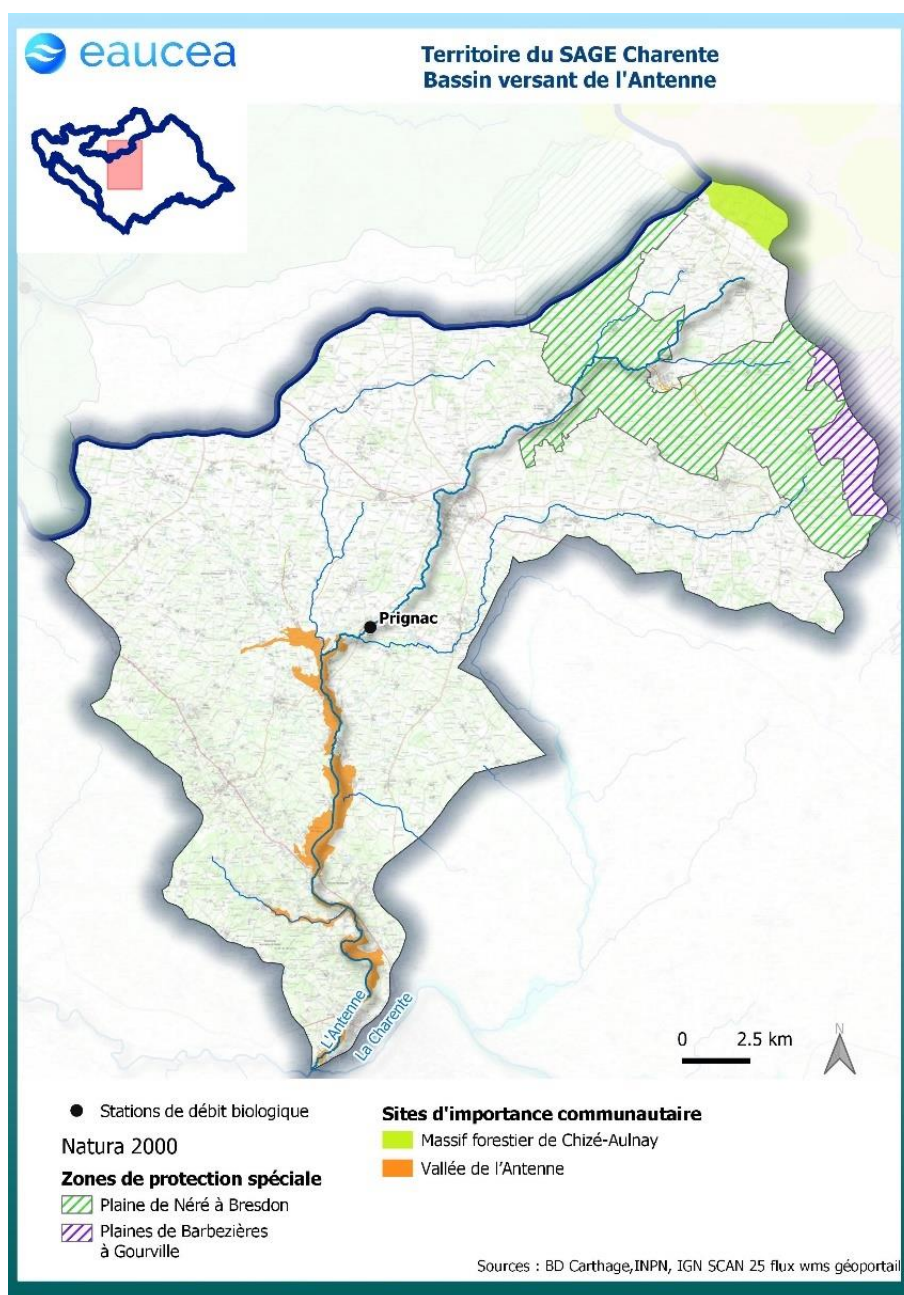 eaucea
Territoire du SAGE Charente
Bassin versant de l'Antenne
Prignac
L'Antenne
La Charente
0 2.5 km
N
Stations de débit biologique
Natura 2000
Zones de protection spéciale
Plaine de Néré à Bresdon
Plaines de Barbezières
à Gourville
Sites d'importance communautaire
Massif forestier de Chizé-Aulnay
Vallée de l'Antenne
Sources : BD Carthage,INPN, IGN SCAN 25 flux wms géoportail